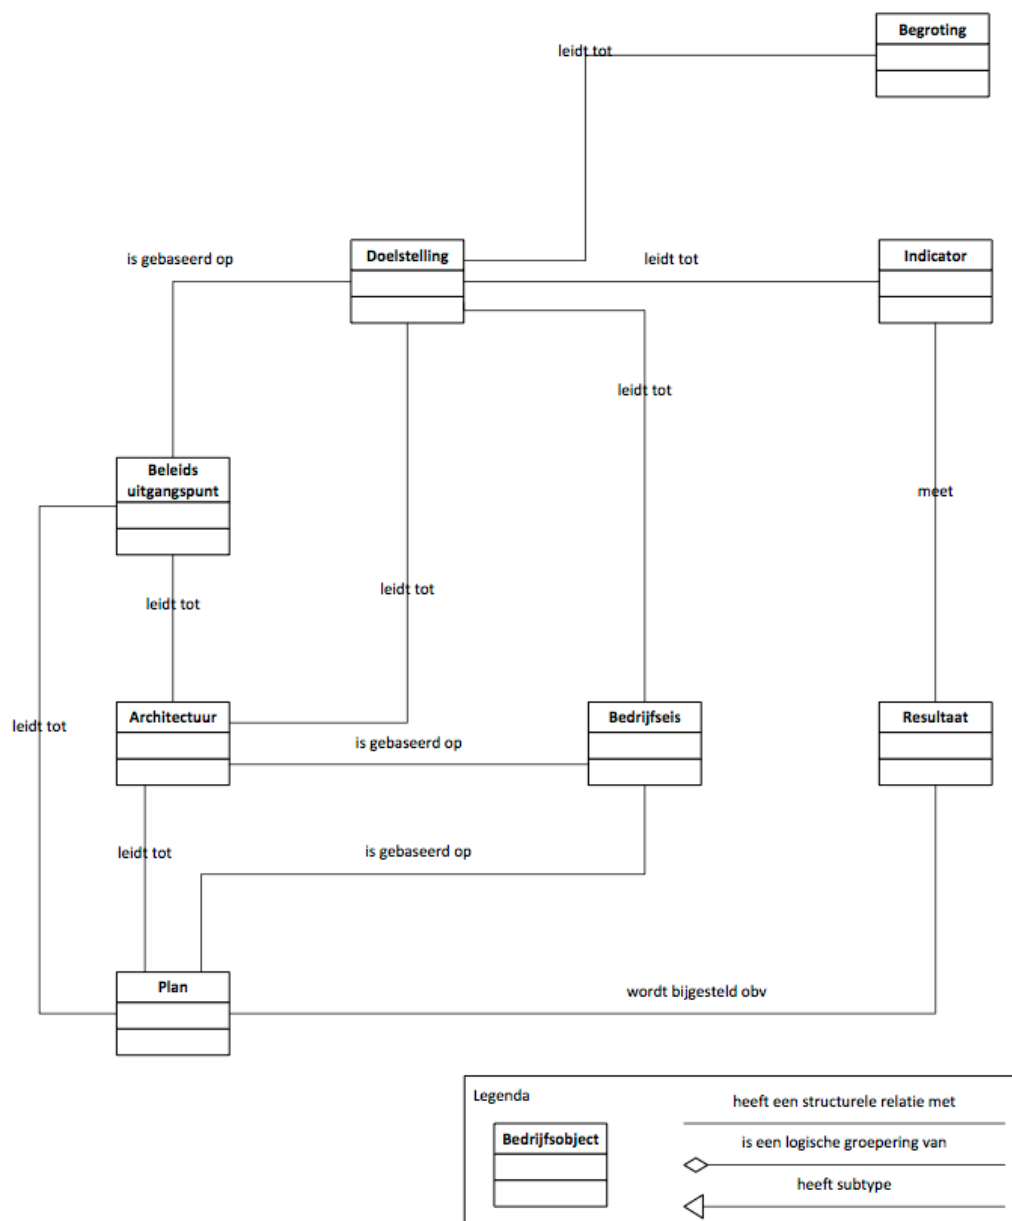 Begroting
leidt tot
is gebaseerd op
Doelstelling
leidt tot
Indicator
leidt tot
Beleids
uitgangspunt
meet
leidt tot
leidt tot
leidt tot
Architectuur
is gebaseerd op
Bedrijfseis
Resultaat
leidt tot
is gebaseerd op
Plan
wordt bijgesteld obv
Legenda
Bedrijfsobject
heeft een structurele relatie met
is een logische groepering van
heeft subtype